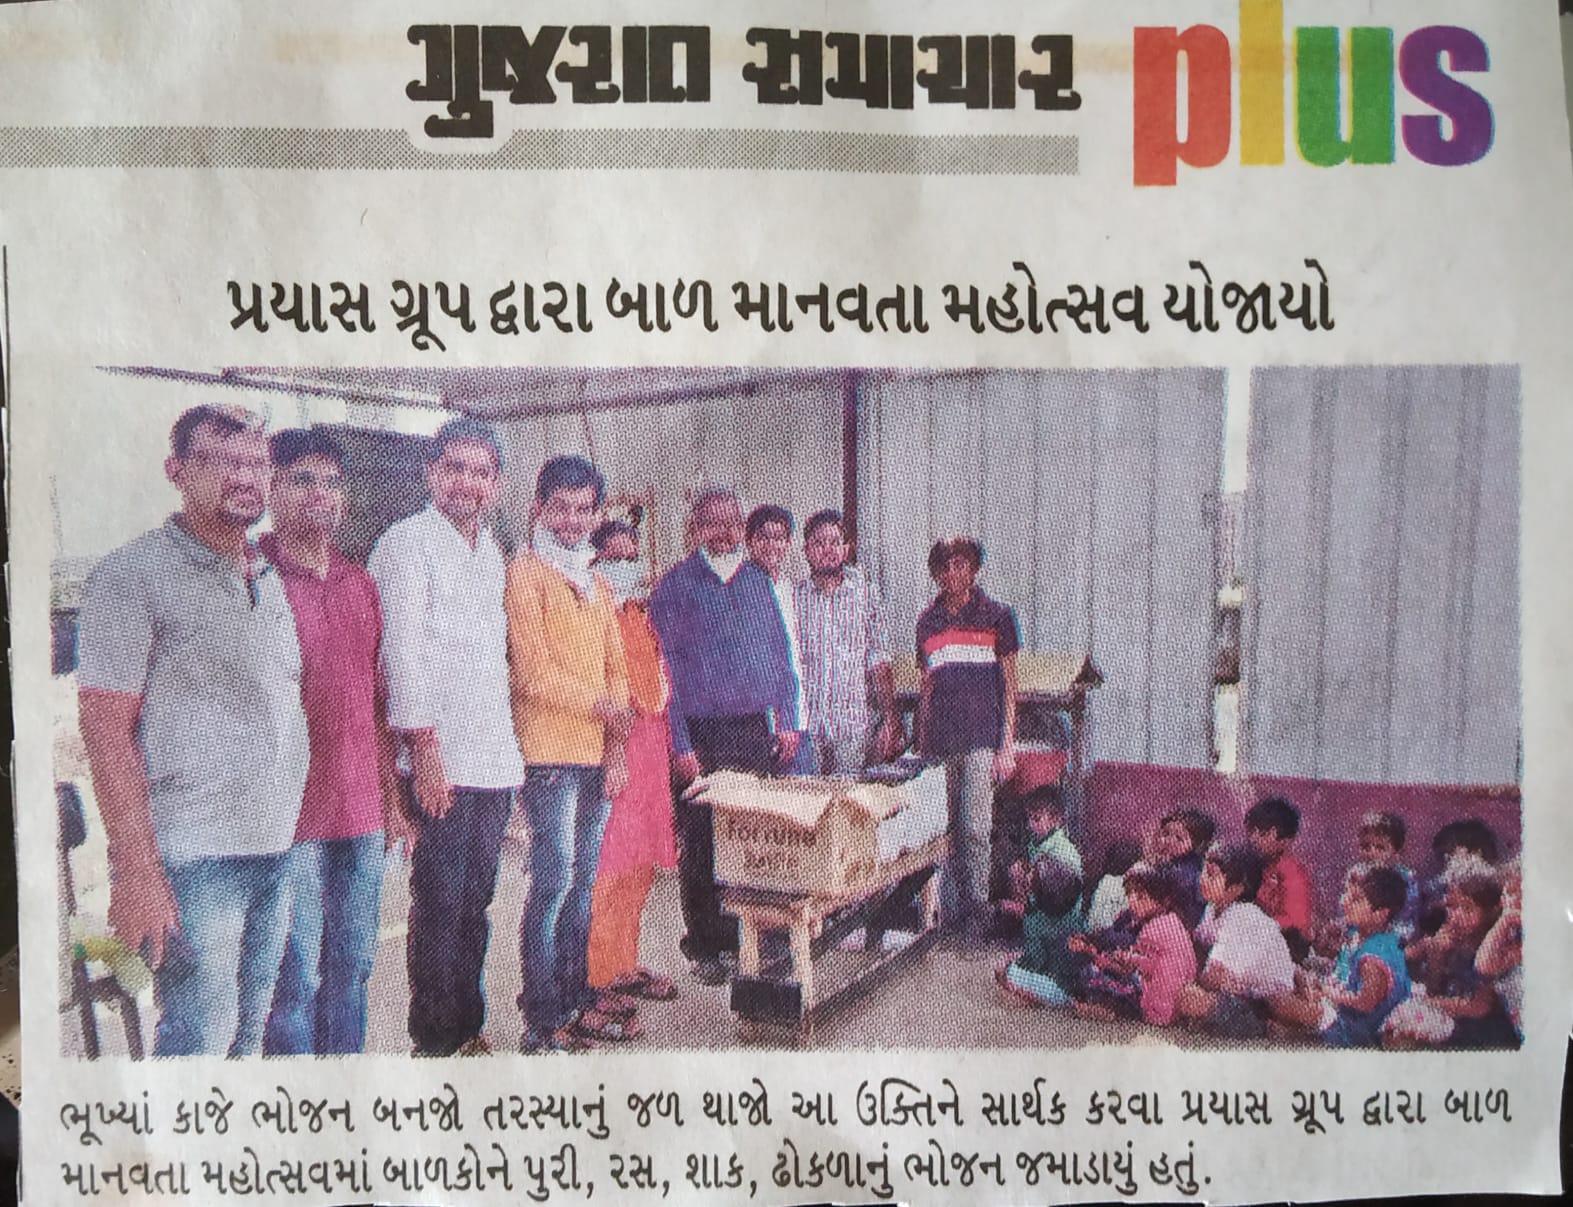 ગુજરાત સમાચાર plus
પ્રયાસ ગ્રૂપ દ્વારા બાળ માનવતા મહોત્સવ યોજાયો
Fortune
ભૂખ્યાં કાજે ભોજન બનજો તરસ્યાનું જળ થાજો આ ઉક્તિને સાર્થક કરવા પ્રયાસ ગ્રૂપ દ્વારા બાળ
માનવતા મહોત્સવમાં બાળકોને પુરી, રસ, શાક, ઢોકળાનું ભોજન જમાડાયું હતું.